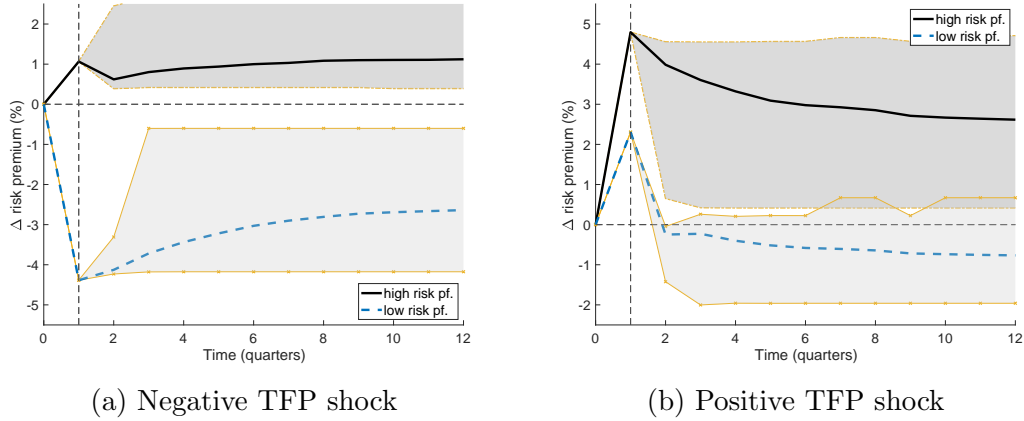 2
1
0
-1
-2
-3
-4
-5
Δ risk premium (%)
0 2 4 6 8 10 12
Time (quarters)
high risk pf.
low risk pf.
(a) Negative TFP shock
5
4
3
2
1
0
-1
-2
Δ risk premium (%)
high risk pf.
low risk pf.
0 2 4 6 8 10 12
Time (quarters)
(b) Positive TFP shock